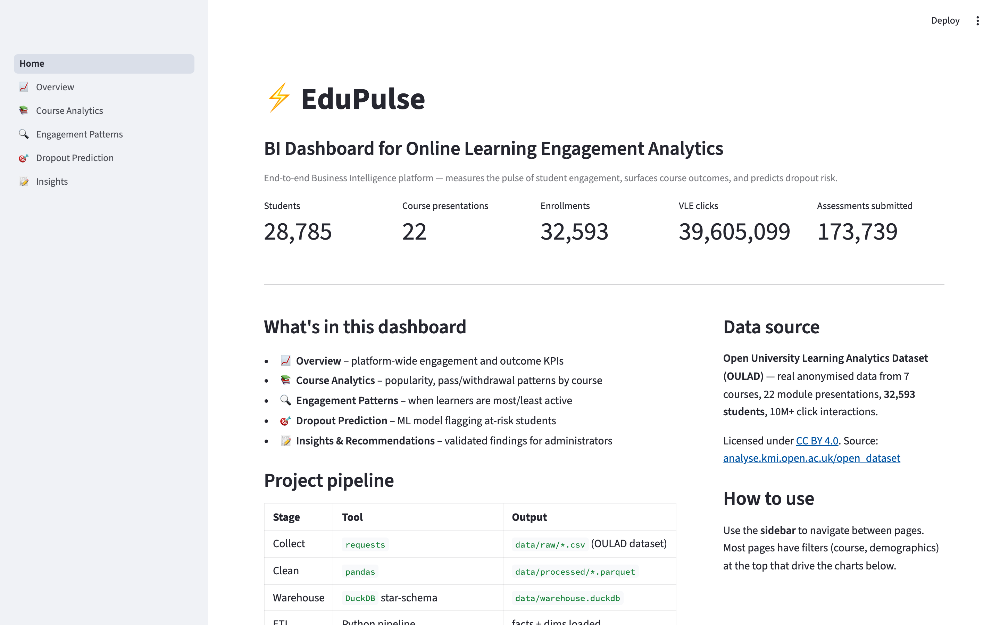 Deploy
Home
Overview
Course Analytics
Engagement Patterns
Dropout Prediction
Insights
EduPulse
BI Dashboard for Online Learning Engagement Analytics
End-to-end Business Intelligence platform — measures the pulse of student engagement, surfaces course outcomes, and predicts dropout risk.
Students
28,785
Course presentations
22
Enrollments
32,593
VLE clicks
39,605,099
Assessments submitted
173,739
What's in this dashboard
• Overview – platform-wide engagement and outcome KPIs
• Course Analytics – popularity, pass/withdrawal patterns by course
• Engagement Patterns – when learners are most/least active
• Dropout Prediction – ML model flagging at-risk students
• Insights & Recommendations – validated findings for administrators
Project pipeline
Stage Tool Output
Collect requests data/raw/*.csv (OULAD dataset)
Clean pandas data/processed/*.parquet
Warehouse DuckDB star-schema data/warehouse.duckdb
ETL Python pipeline facts + dims loaded
Data source
Open University Learning Analytics Dataset
(OULAD) — real anonymised data from 7
courses, 22 module presentations, 32,593
students, 10M+ click interactions.
Licensed under CC BY 4.0. Source:
analyse.kmi.open.ac.uk/open_dataset
How to use
Use the sidebar to navigate between pages.
Most pages have filters (course, demographics)
at the top that drive the charts below.